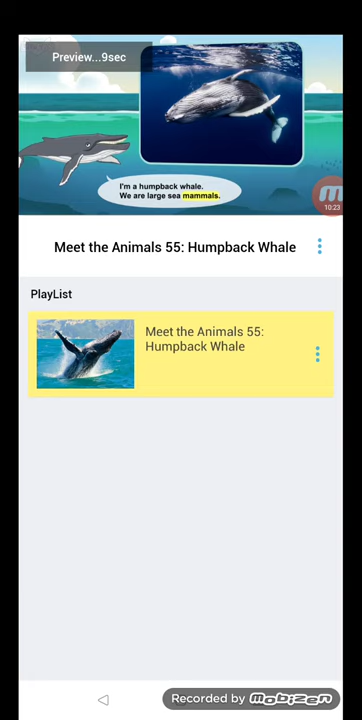 Preview...9sec
I'm a humpback whale.
We are large sea mammals.
10:23
Meet the Animals 55: Humpback Whale
PlayList
Meet the Animals 55:
Humpback Whale
Recorded by mobizen